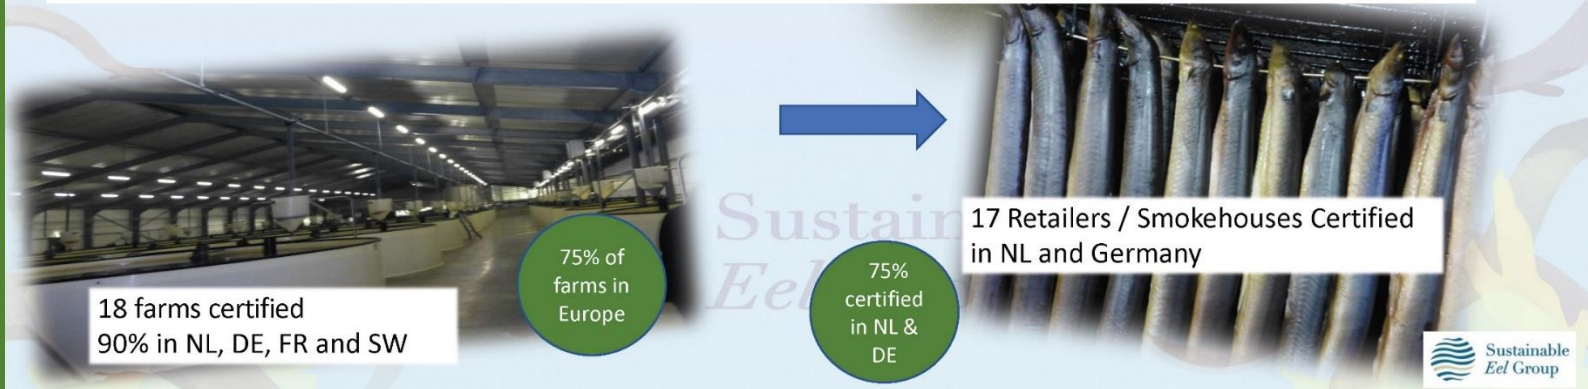 18 farms certified
90% in NL, DE, FR and SW
75% of
farms in
Europe
75%
certified
in NL &
DE
17 Retailers / Smokehouses Certified
in NL and Germany
Sustainable
Eel Group